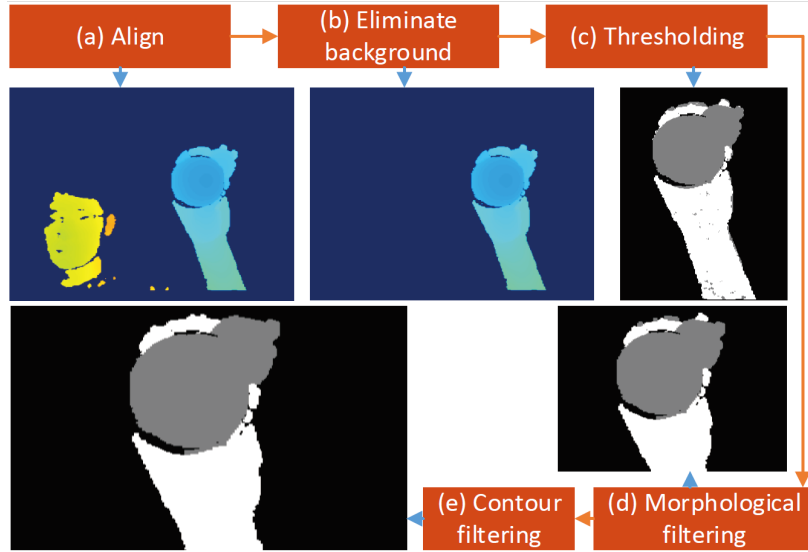 (a) Align
(b) Eliminate
background
(c) Thresholding
(e) Contour
filtering
(d) Morphological
filtering